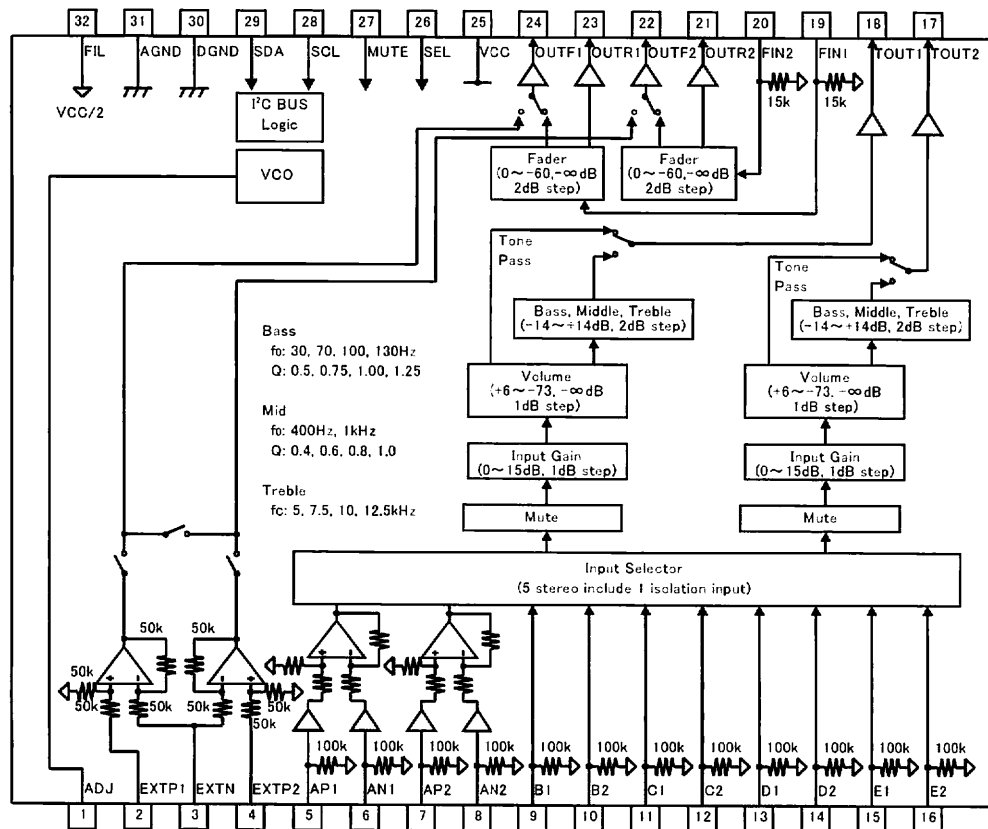 32 31 30 29 28 27 26 25 24 23 22 21 20 19 18 17
FIL AGND DGND SDA SCL MUTE SEL VCC OUTF1 OUTR1 OUTF2 OUTR2 FIN2 FIN1 TOUT1 TOUT2
VCC/2
I²C BUS
Logic
15k 15k
VCO
Fader
(0～-60,-∞dB
2dB step)
Fader
(0～-60,-∞dB
2dB step)
Tone
Pass
Tone
Pass
Bass, Middle, Treble
(-14～+14dB, 2dB step)
Bass, Middle, Treble
(-14～+14dB, 2dB step)
Bass
fo: 30, 70, 100, 130Hz
Q: 0.5, 0.75, 1.00, 1.25
Mid
fo: 400Hz, 1kHz
Q: 0.4, 0.6, 0.8, 1.0
Treble
fc: 5, 7.5, 10, 12.5kHz
Volume
(+6～-73, -∞dB
1dB step)
Volume
(+6～-73, -∞dB
1dB step)
Input Gain
(0～15dB, 1dB step)
Input Gain
(0～15dB, 1dB step)
Mute
Mute
Input Selector
(5 stereo include 1 isolation input)
50k 50k
50k 50k
50k 50k 50k
50k
+ - - + + - + -
100k 100k 100k 100k 100k 100k 100k 100k 100k 100k 100k 100k
ADJ EXTP1 EXTN EXTP2 AP1 AN1 AP2 AN2 B1 B2 C1 C2 D1 D2 E1 E2
1 2 3 4 5 6 7 8 9 10 11 12 13 14 15 16